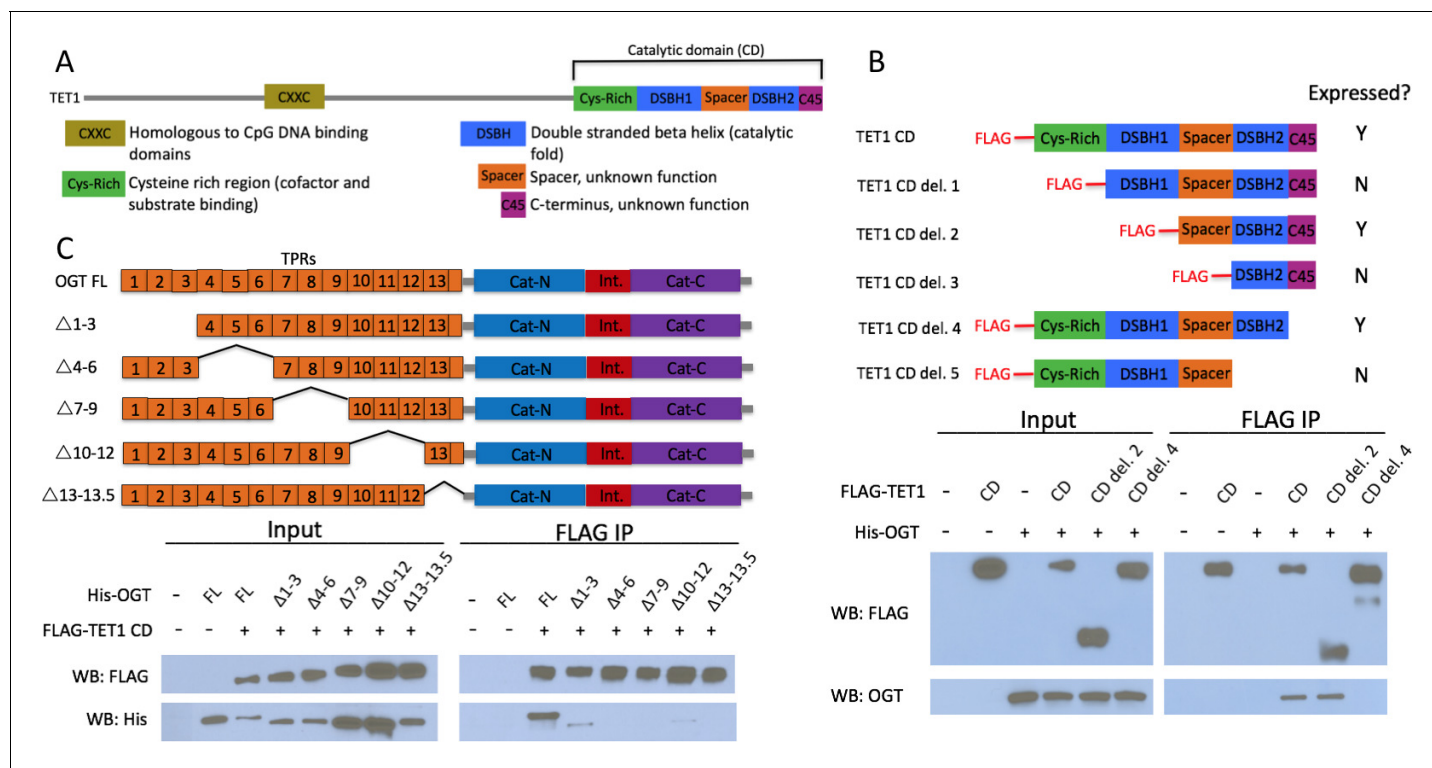 A
Catalytic domain (CD)
TET1 CXXC Cys-Rich DSBH1 Spacer DSBH2 C45
CXXC Homologous to CpG DNA binding
domains
Cys-Rich Cysteine rich region (cofactor and
substrate binding)
DSBH Double stranded beta helix (catalytic
fold)
Spacer Spacer, unknown function
C45 C-terminus, unknown function
B
Expressed?
TET1 CD FLAG Cys-Rich DSBH1 Spacer DSBH2 C45 Y
TET1 CD del. 1 FLAG DSBH1 Spacer DSBH2 C45 N
TET1 CD del. 2 FLAG Spacer DSBH2 C45 Y
TET1 CD del. 3 FLAG DSBH2 C45 N
TET1 CD del. 4 FLAG Cys-Rich DSBH1 Spacer DSBH2 Y
TET1 CD del. 5 FLAG Cys-Rich DSBH1 Spacer N
Input FLAG IP
FLAG-TET1 - CD - CD CD del. 2 CD del. 4 - CD - CD CD del. 2 CD del. 4
His-OGT - - + + + + - - + + + +
WB: FLAG
WB: OGT
C
TPRs
OGT FL 1 2 3 4 5 6 7 8 9 10 11 12 13 Cat-N Int. Cat-C
△1-3 4 5 6 7 8 9 10 11 12 13 Cat-N Int. Cat-C
△4-6 1 2 3 7 8 9 10 11 12 13 Cat-N Int. Cat-C
△7-9 1 2 3 4 5 6 10 11 12 13 Cat-N Int. Cat-C
△10-12 1 2 3 4 5 6 7 8 9 13 Cat-N Int. Cat-C
△13-13.5 1 2 3 4 5 6 7 8 9 10 11 12 Cat-N Int. Cat-C
Input FLAG IP
His-OGT - FL FL Δ1-3 Δ4-6 Δ7-9 Δ10-12 Δ13-13.5 - FL FL Δ1-3 Δ4-6 Δ7-9 Δ10-12 Δ13-13.5
FLAG-TET1 CD - - + + + + + + - - + + + + + +
WB: FLAG
WB: His